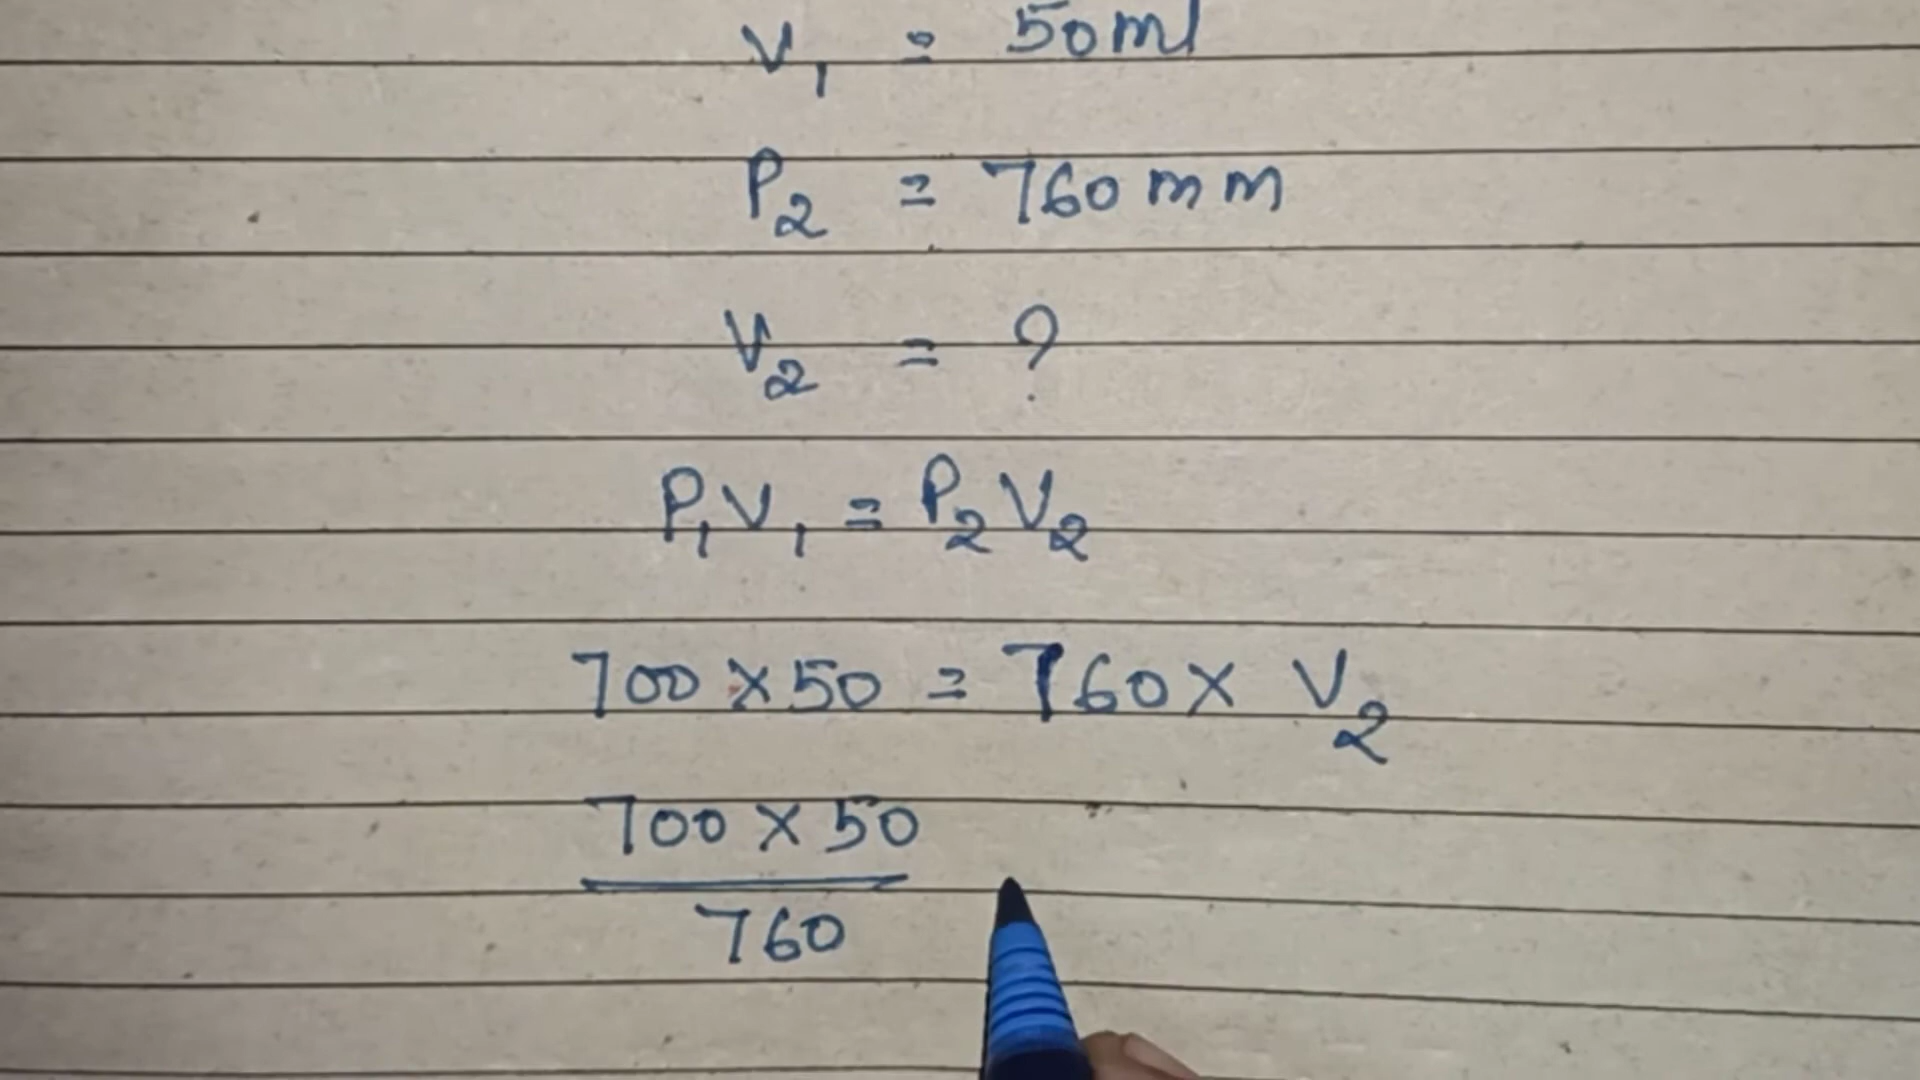 V₁ = 50ml
P₂ = 760 mm
V₂ = ?
P₁V₁ = P₂V₂
700 × 50 = 760 × V₂
700 × 50
760